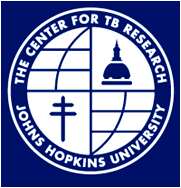 THE CENTER FOR TB RESEARCH
JOHNS HOPKINS UNIVERSITY